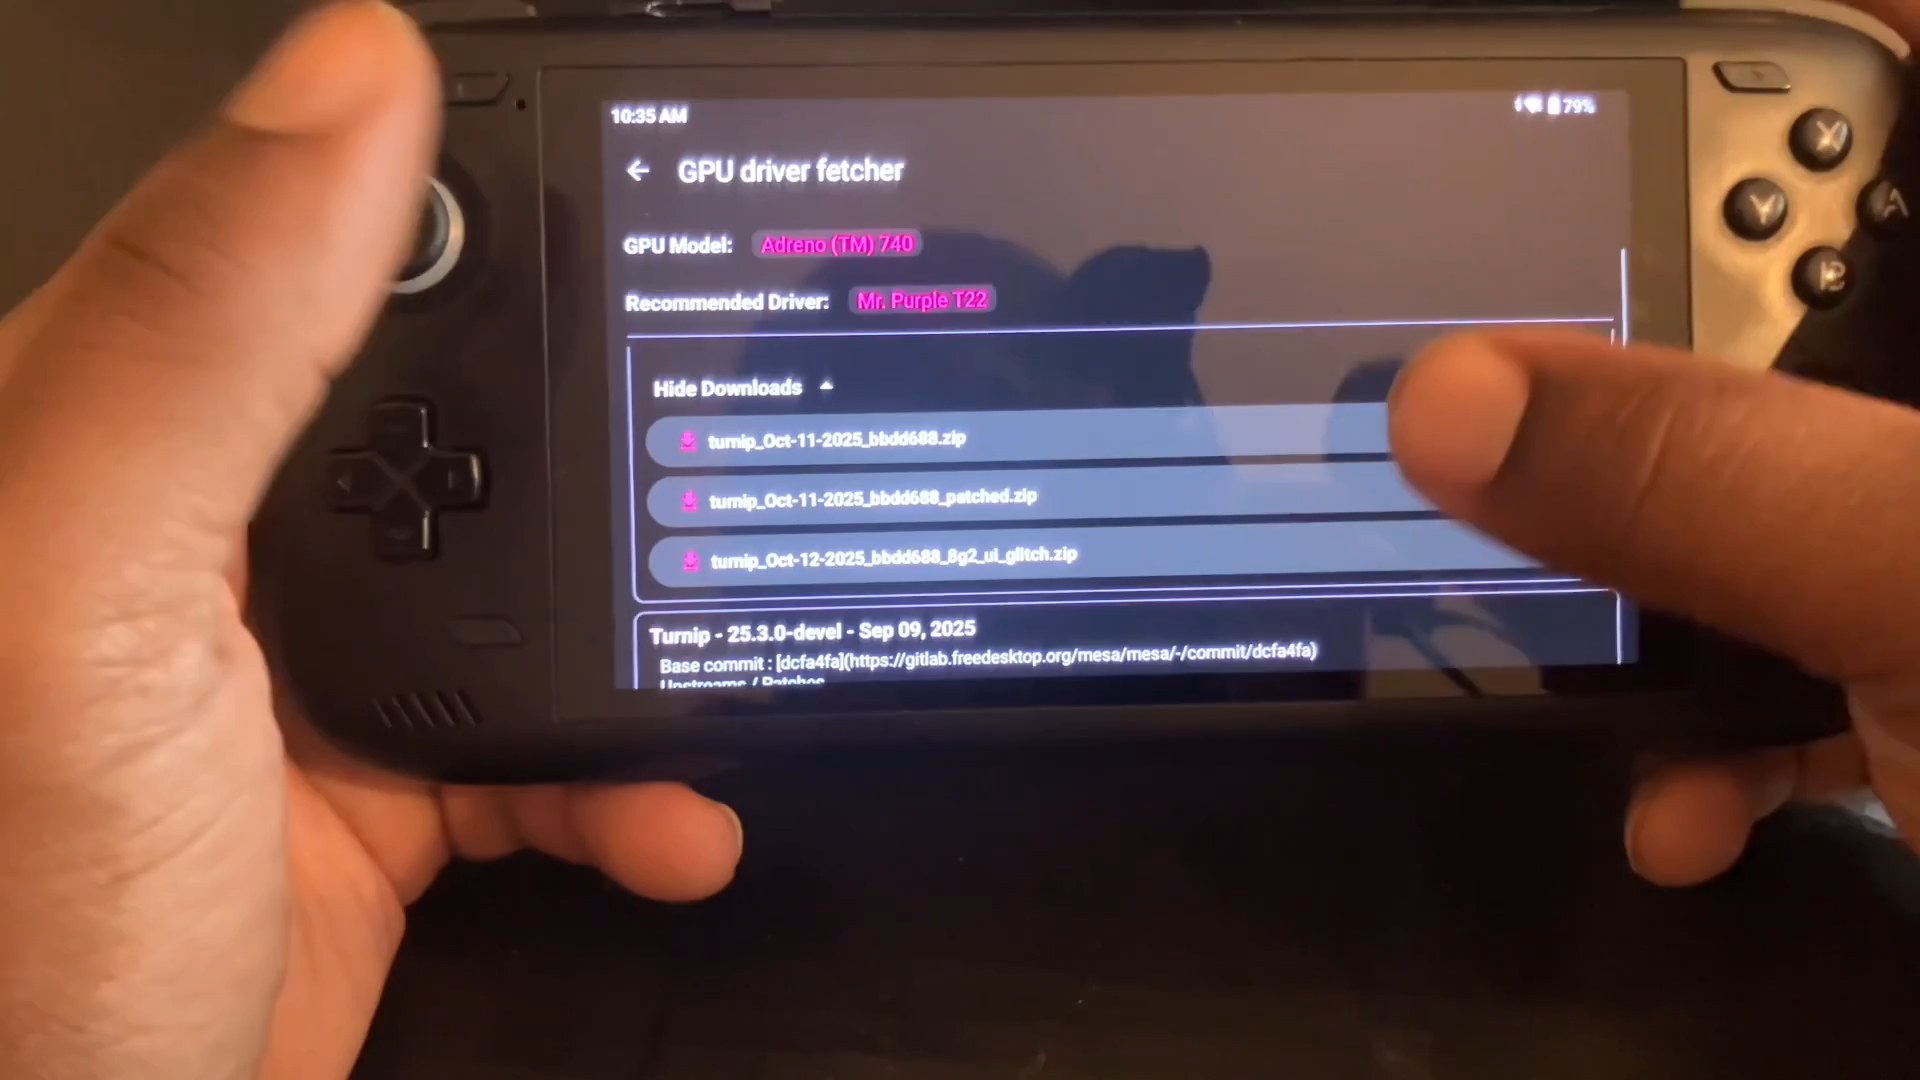 10:35 AM
79%
GPU driver fetcher
GPU Model: Adreno (TM) 740
Recommended Driver: Mr. Purple T22
Hide Downloads
turnip_Oct-11-2025_bbdd688.zip
turnip_Oct-11-2025_bbdd688_patched.zip
turnip_Oct-12-2025_bbdd688_8g2_ui_glitch.zip
Turnip - 25.3.0-devel - Sep 09, 2025
Base commit : [dcfa4fa](https://gitlab.freedesktop.org/mesa/mesa/-/commit/dcfa4fa)
Upstreams / Patches
X
Y
A
B